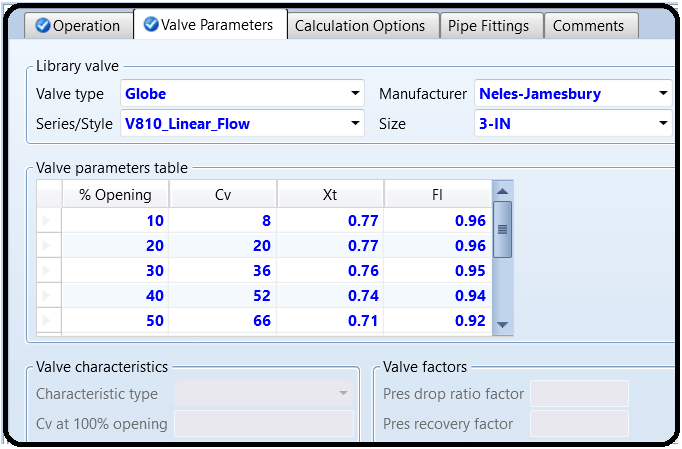 Operation Valve Parameters Calculation Options Pipe Fittings Comments
Library valve
Valve type Globe Manufacturer Neles-Jamesbury
Series/Style V810_Linear_Flow Size 3-IN
Valve parameters table
% Opening Cv Xt Fl
10 8 0.77 0.96
20 20 0.77 0.96
30 36 0.76 0.95
40 52 0.74 0.94
50 66 0.71 0.92
Valve characteristics Valve factors
Characteristic type Pres drop ratio factor
Cv at 100% opening Pres recovery factor